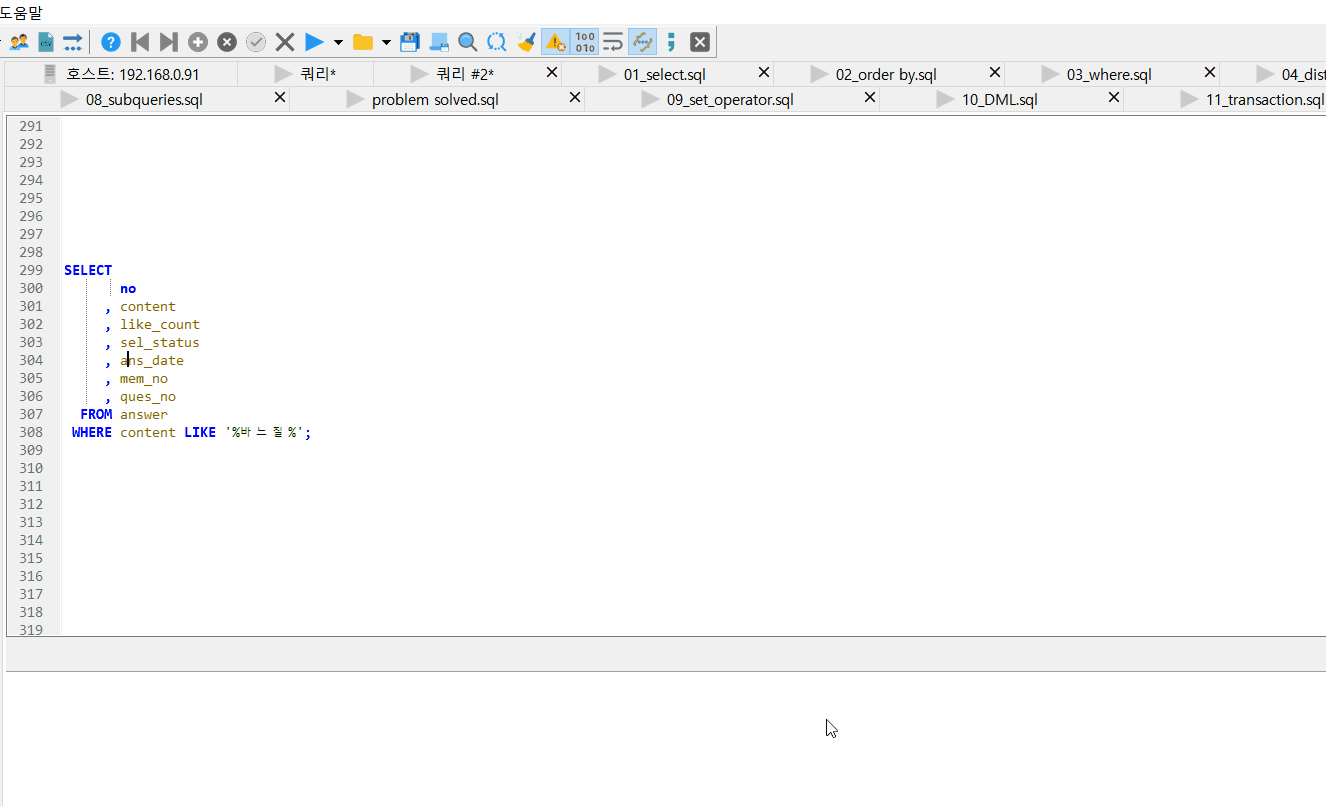 도움말
호스트: 192.168.0.91 쿼리* 쿼리 #2* 01_select.sql 02_order by.sql 03_where.sql 04_dist
08_subqueries.sql problem solved.sql 09_set_operator.sql 10_DML.sql 11_transaction.sql
291
292
293
294
295
296
297
298
299 SELECT
300 no
301 , content
302 , like_count
303 , sel_status
304 , ans_date
305 , mem_no
306 , ques_no
307 FROM answer
308 WHERE content LIKE '%바느질%';
309
310
311
312
313
314
315
316
317
318
319